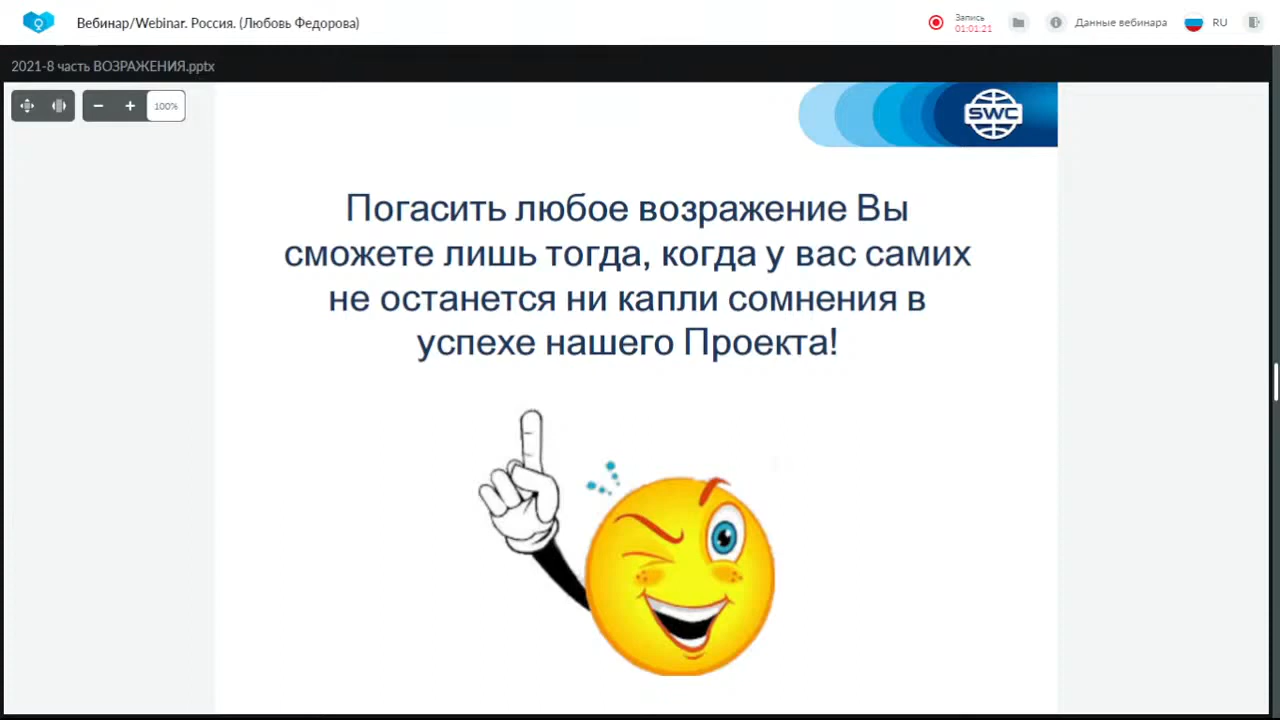 Вебинар/Webinar. Россия. (Любовь Федорова)
Запись
01:01:21
Данные вебинара
RU
2021-8 часть ВОЗРАЖЕНИЯ.pptx
100%
SWC
Погасить любое возражение Вы
сможете лишь тогда, когда у вас самих
не останется ни капли сомнения в
успехе нашего Проекта!